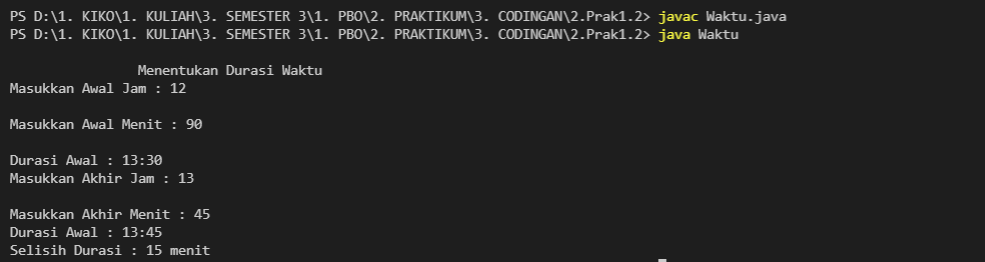 PS D:\1. KIKO\1. KULIAH\3. SEMESTER 3\1. PBO\2. PRAKTIKUM\3. CODINGAN\2.Prak1.2> javac Waktu.java
PS D:\1. KIKO\1. KULIAH\3. SEMESTER 3\1. PBO\2. PRAKTIKUM\3. CODINGAN\2.Prak1.2> java Waktu
Menentukan Durasi Waktu
Masukkan Awal Jam : 12
Masukkan Awal Menit : 90
Durasi Awal : 13:30
Masukkan Akhir Jam : 13
Masukkan Akhir Menit : 45
Durasi Awal : 13:45
Selisih Durasi : 15 menit